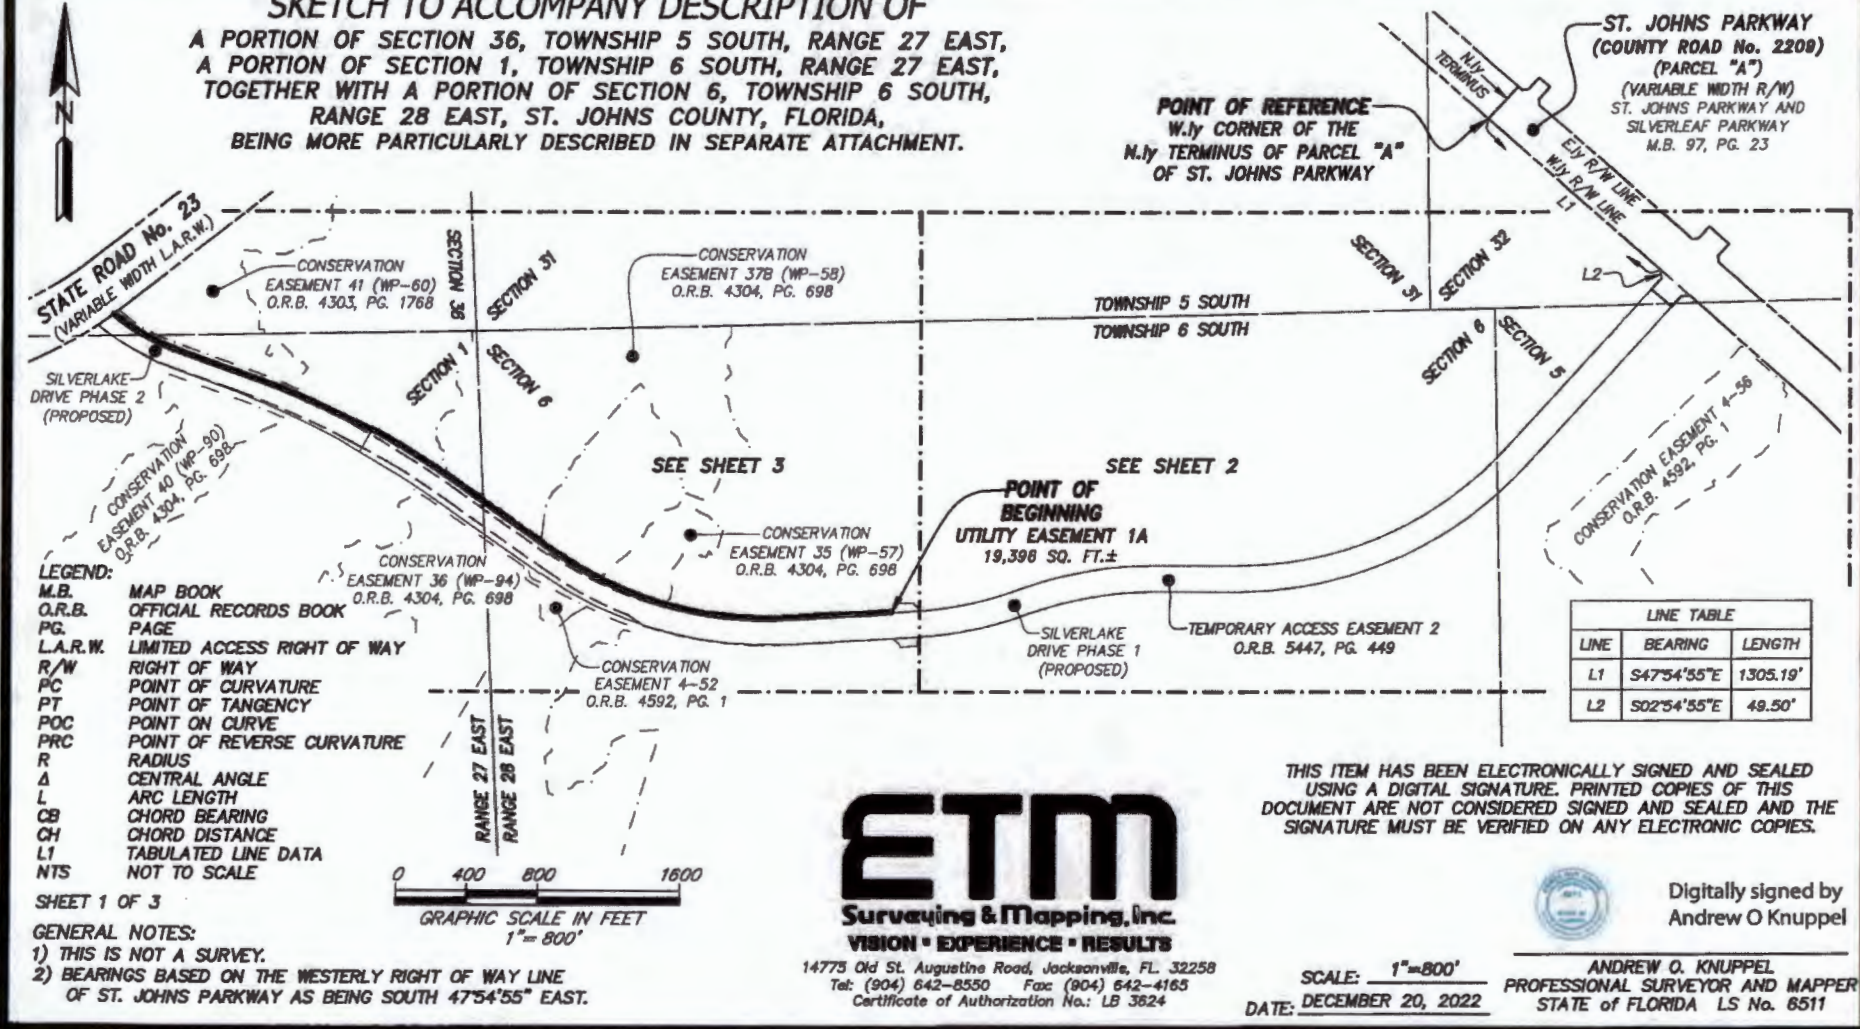 SKETCH TO ACCOMPANY DESCRIPTION OF
A PORTION OF SECTION 36, TOWNSHIP 5 SOUTH, RANGE 27 EAST,
A PORTION OF SECTION 1, TOWNSHIP 6 SOUTH, RANGE 27 EAST,
TOGETHER WITH A PORTION OF SECTION 6, TOWNSHIP 6 SOUTH,
RANGE 28 EAST, ST. JOHNS COUNTY, FLORIDA,
BEING MORE PARTICULARLY DESCRIBED IN SEPARATE ATTACHMENT.
N
ST. JOHNS PARKWAY
(COUNTY ROAD No. 2209)
(PARCEL "A")
(VARIABLE WIDTH R/W)
ST. JOHNS PARKWAY AND
SILVERLEAF PARKWAY
M.B. 97, PG. 23
N.ly
TERMINUS
POINT OF REFERENCE
W.ly CORNER OF THE
N.ly TERMINUS OF PARCEL "A"
OF ST. JOHNS PARKWAY
E.ly R/W LINE
W.ly R/W LINE
L1
L2
STATE ROAD No. 23
(VARIABLE WIDTH L.A.R.W.)
CONSERVATION
EASEMENT 41 (WP-60)
O.R.B. 4303, PG. 1768
SECTION 36
SECTION 31
CONSERVATION
EASEMENT 37B (WP-58)
O.R.B. 4304, PG. 698
SECTION 31
SECTION 32
TOWNSHIP 5 SOUTH
TOWNSHIP 6 SOUTH
SECTION 1
SECTION 6
SECTION 6
SECTION 5
SILVERLAKE
DRIVE PHASE 2
(PROPOSED)
CONSERVATION
EASEMENT 40 (WP-90)
O.R.B. 4304, PG. 698
SEE SHEET 3
SEE SHEET 2
CONSERVATION EASEMENT 4-56
O.R.B. 4592, PG. 1
POINT OF
BEGINNING
UTILITY EASEMENT 1A
19,398 SQ. FT.±
CONSERVATION
EASEMENT 35 (WP-57)
O.R.B. 4304, PG. 698
CONSERVATION
EASEMENT 36 (WP-94)
O.R.B. 4304, PG. 698
CONSERVATION
EASEMENT 4-52
O.R.B. 4592, PG. 1
SILVERLAKE
DRIVE PHASE 1
(PROPOSED)
TEMPORARY ACCESS EASEMENT 2
O.R.B. 5447, PG. 449
RANGE 27 EAST
RANGE 28 EAST
LEGEND:
M.B. MAP BOOK
O.R.B. OFFICIAL RECORDS BOOK
PG. PAGE
L.A.R.W. LIMITED ACCESS RIGHT OF WAY
R/W RIGHT OF WAY
PC POINT OF CURVATURE
PT POINT OF TANGENCY
POC POINT ON CURVE
PRC POINT OF REVERSE CURVATURE
R RADIUS
Δ CENTRAL ANGLE
L ARC LENGTH
CB CHORD BEARING
CH CHORD DISTANCE
L1 TABULATED LINE DATA
NTS NOT TO SCALE
LINE TABLE
LINE BEARING LENGTH
L1 S47°54'55"E 1305.19'
L2 S02°54'55"E 49.50'
SHEET 1 OF 3
GENERAL NOTES:
1) THIS IS NOT A SURVEY.
2) BEARINGS BASED ON THE WESTERLY RIGHT OF WAY LINE
OF ST. JOHNS PARKWAY AS BEING SOUTH 47°54'55" EAST.
0 400 800 1600
GRAPHIC SCALE IN FEET
1"= 800'
ETM
Surveying & Mapping, Inc.
VISION • EXPERIENCE • RESULTS
14775 Old St. Augustine Road, Jacksonville, FL. 32258
Tel: (904) 642-8550 Fax: (904) 642-4165
Certificate of Authorization No.: LB 3624
THIS ITEM HAS BEEN ELECTRONICALLY SIGNED AND SEALED
USING A DIGITAL SIGNATURE. PRINTED COPIES OF THIS
DOCUMENT ARE NOT CONSIDERED SIGNED AND SEALED AND THE
SIGNATURE MUST BE VERIFIED ON ANY ELECTRONIC COPIES.
Digitally signed by
Andrew O Knuppel
SCALE: 1"=800'
DATE: DECEMBER 20, 2022
ANDREW O. KNUPPEL
PROFESSIONAL SURVEYOR AND MAPPER
STATE of FLORIDA LS No. 6511